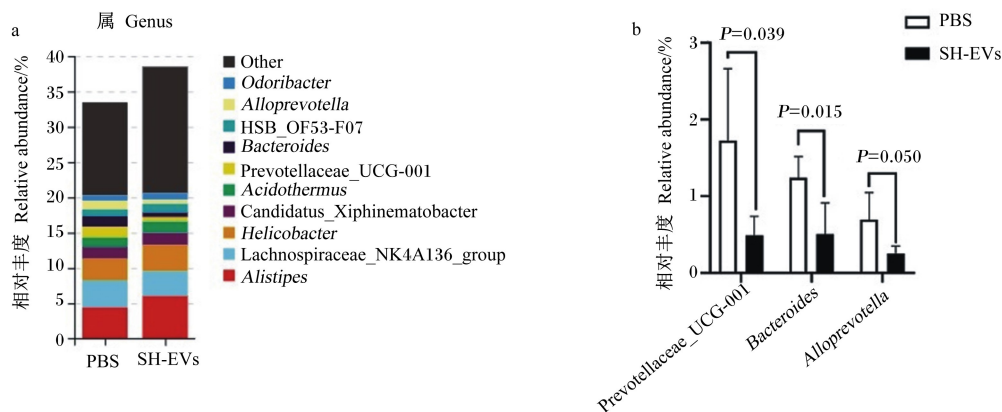 属 Genus
a
相对丰度 Relative abundance/%
40
35
30
25
20
15
10
5
0
PBS
SH-EVs
Other
Odoribacter
Alloprevotella
HSB_OF53-F07
Bacteroides
Prevotellaceae_UCG-001
Acidothermus
Candidatus_Xiphinematobacter
Helicobacter
Lachnospiraceae_NK4A136_group
Alistipes
b
相对丰度 Relative abundance/%
3
2
1
0
P=0.039
P=0.015
P=0.050
PBS
SH-EVs
Prevotellaceae_UCG-001
Bacteroides
Alloprevotella